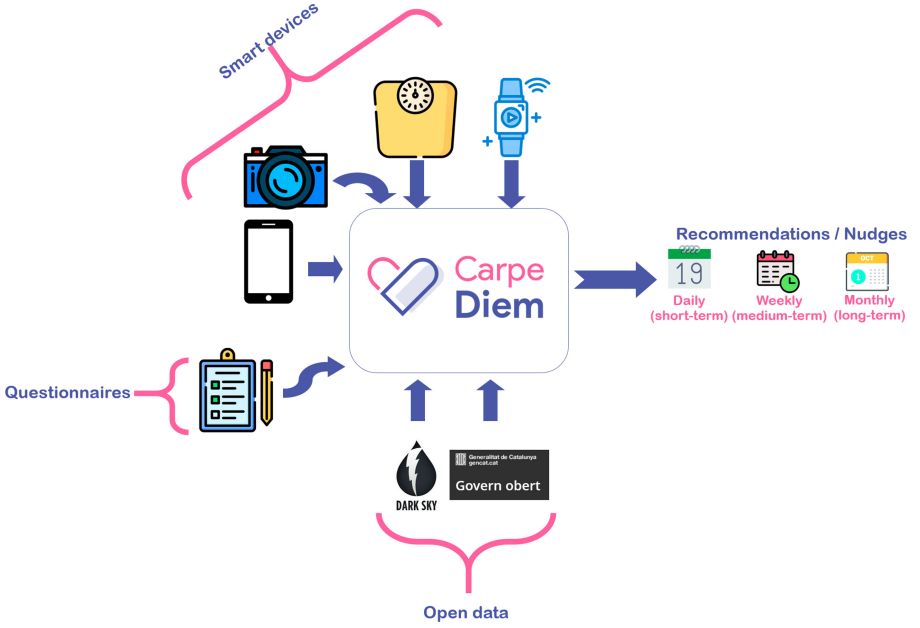 Smart devices
Carpe
Diem
Recommendations / Nudges
19
OCT
1
Daily
(short-term)
Weekly
(medium-term)
Monthly
(long-term)
Questionnaires
DARK SKY
Generalitat de Catalunya
gencat.cat
Govern obert
Open data